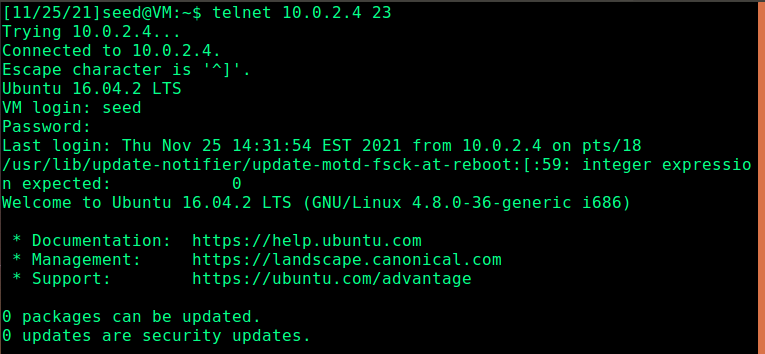 [11/25/21]seed@VM:~$ telnet 10.0.2.4 23
Trying 10.0.2.4...
Connected to 10.0.2.4.
Escape character is '^]'.
Ubuntu 16.04.2 LTS
VM login: seed
Password:
Last login: Thu Nov 25 14:31:54 EST 2021 from 10.0.2.4 on pts/18
/usr/lib/update-notifier/update-motd-fsck-at-reboot:[:59: integer expressio
n expected:            0
Welcome to Ubuntu 16.04.2 LTS (GNU/Linux 4.8.0-36-generic i686)

 * Documentation:  https://help.ubuntu.com
 * Management:     https://landscape.canonical.com
 * Support:        https://ubuntu.com/advantage

0 packages can be updated.
0 updates are security updates.